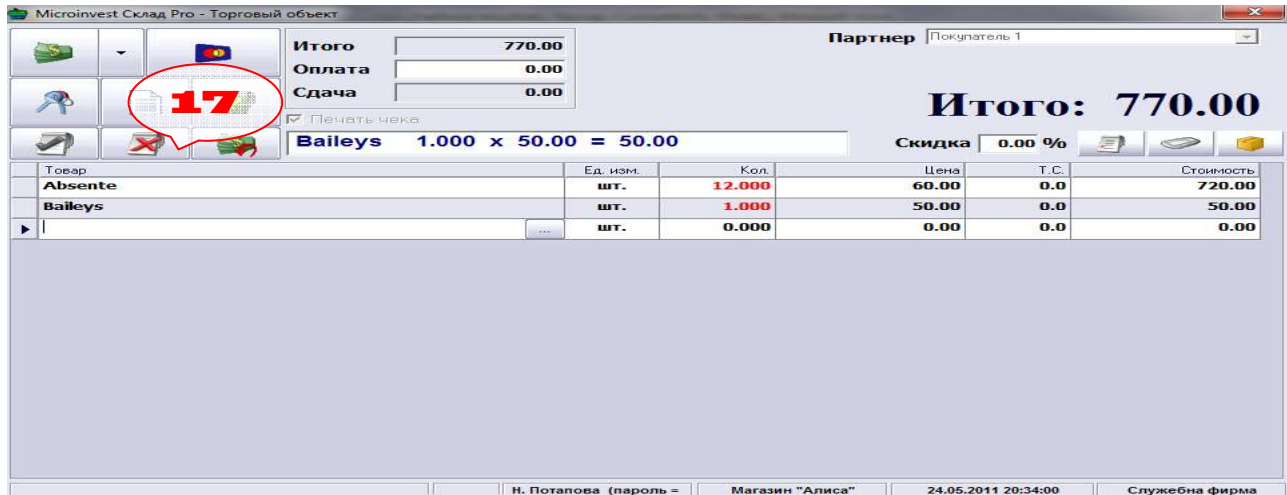 Microinvest Склад Pro - Торговый объект
Итого 770.00
Партнер Покупатель 1
Оплата 0.00
Сдача 0.00
17
Итого: 770.00
Печать чека
Baileys 1.000 x 50.00 = 50.00
Скидка 0.00 %
Товар Ед. изм. Кол. Цена Т.С. Стоимость
Absente шт. 12.000 60.00 0.0 720.00
Baileys шт. 1.000 50.00 0.0 50.00
... шт. 0.000 0.00 0.0 0.00
Н. Потапова (пароль = Магазин "Алиса" 24.05.2011 20:34:00 Служебна фирма